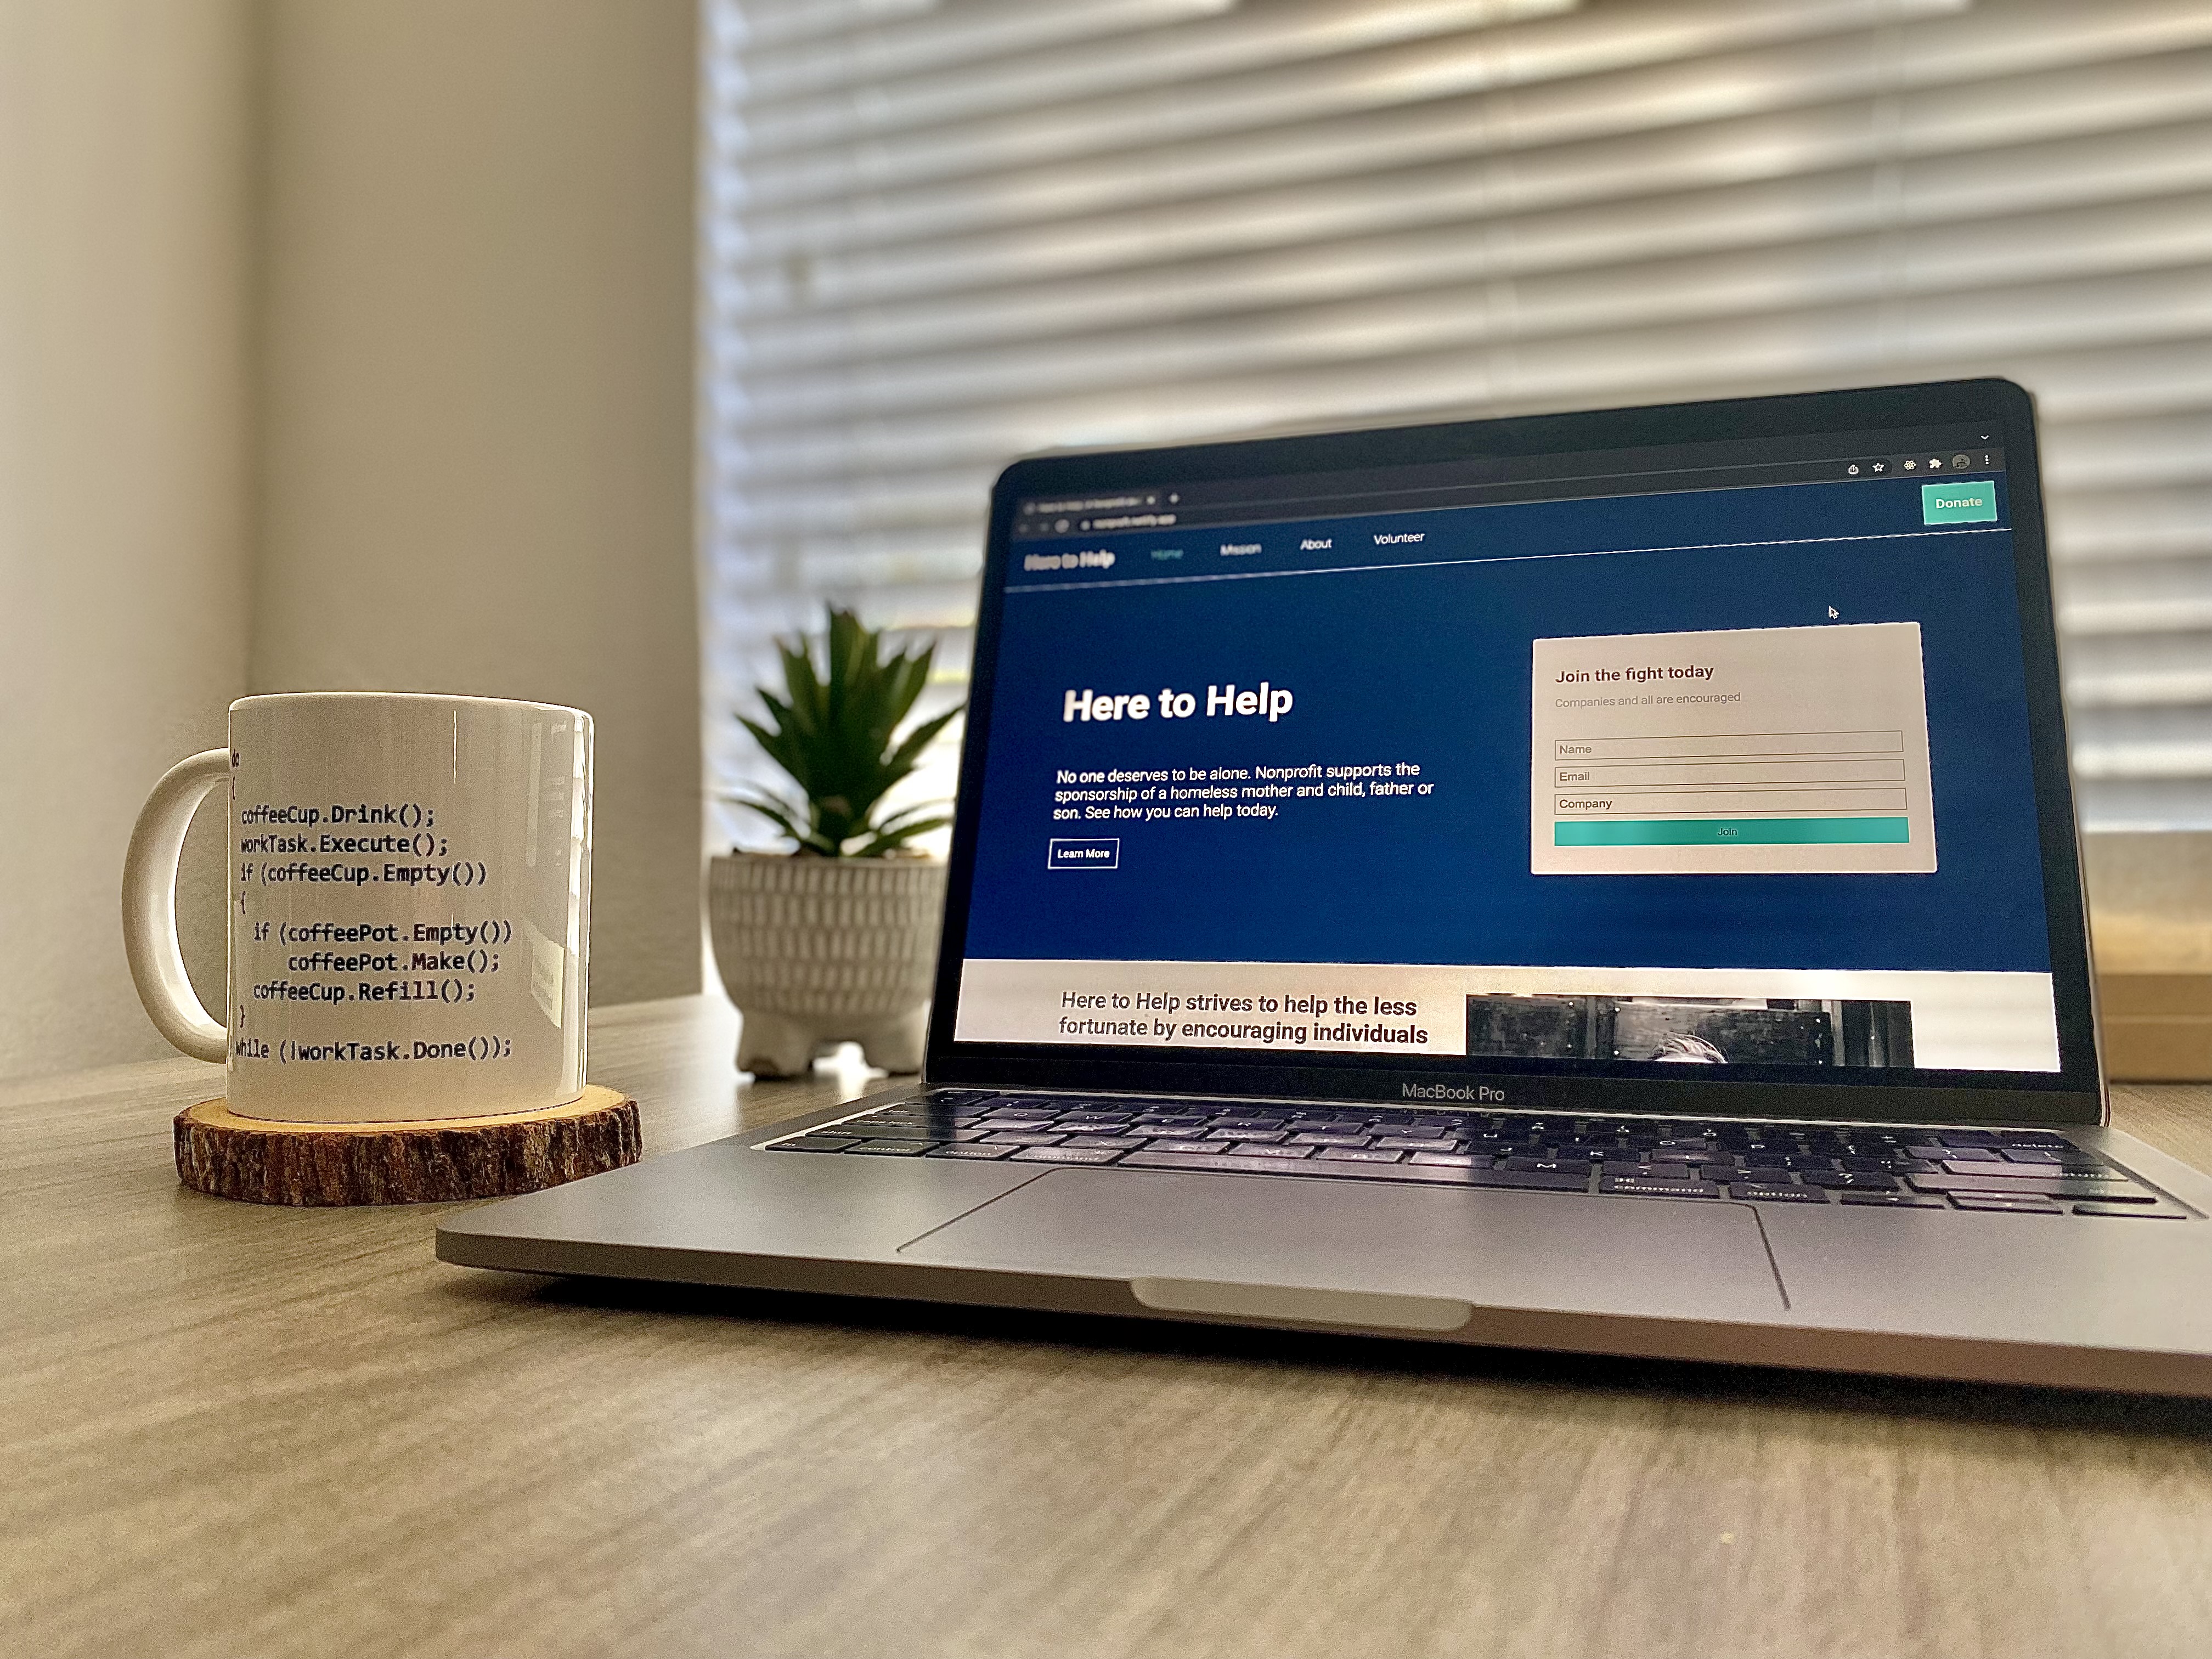 do
{
coffeeCup.Drink();
workTask.Execute();
if (coffeeCup.Empty())
{
if (coffeePot.Empty())
coffeePot.Make();
coffeeCup.Refill();
}
while (!workTask.Done());
Here to Help Home Mission About Volunteer Donate
Here to Help
No one deserves to be alone. Nonprofit supports the
sponsorship of a homeless mother and child, father or
son. See how you can help today.
Learn More
Join the fight today
Companies and all are encouraged
Name
Email
Company
Join
Here to Help strives to help the less
fortunate by encouraging individuals
MacBook Pro
command option